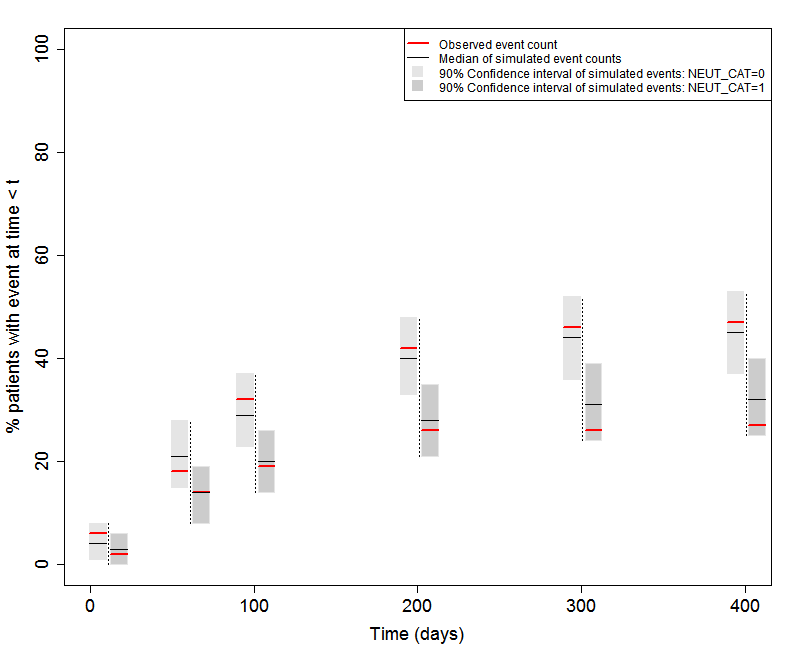 Observed event count
Median of simulated event counts
90% Confidence interval of simulated events: NEUT_CAT=0
90% Confidence interval of simulated events: NEUT_CAT=1
% patients with event at time < t
100
80
60
40
20
0
0 100 200 300 400
Time (days)